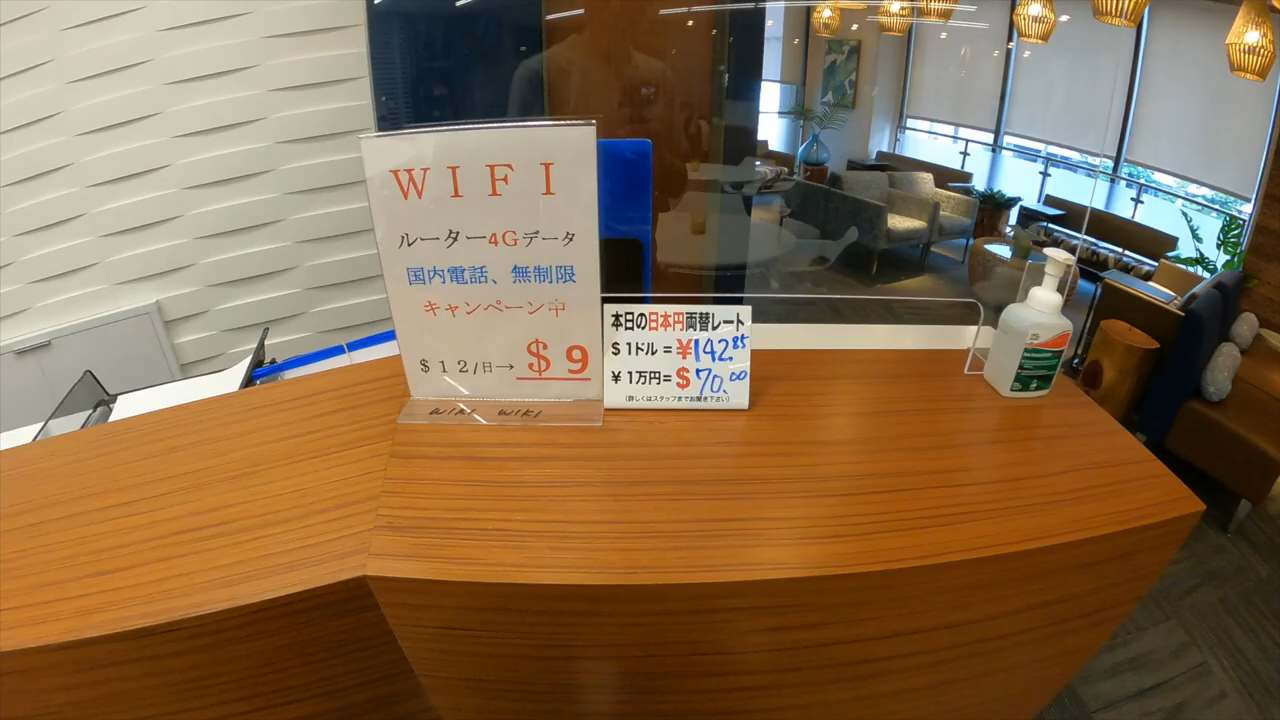 WIFI
ルーター4Gデータ
国内電話、無制限
キャンペーン中
$12/日→ $9
WIKI WIKI
本日の日本円両替レート
$1ドル=¥142.85
¥1万円=$70.00
(詳しくはスタッフまでお聞き下さい)